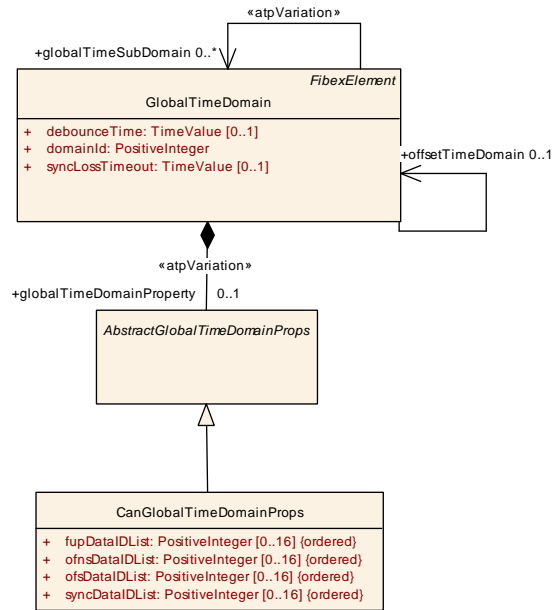 «atpVariation»
+globalTimeSubDomain 0..*
FibexElement
GlobalTimeDomain
+ debounceTime: TimeValue [0..1]
+ domainId: PositiveInteger
+ syncLossTimeout: TimeValue [0..1]
+offsetTimeDomain 0..1
«atpVariation»
+globalTimeDomainProperty 0..1
AbstractGlobalTimeDomainProps
CanGlobalTimeDomainProps
+ fupDataIDList: PositiveInteger [0..16] {ordered}
+ ofnsDataIDList: PositiveInteger [0..16] {ordered}
+ ofsDataIDList: PositiveInteger [0..16] {ordered}
+ syncDataIDList: PositiveInteger [0..16] {ordered}